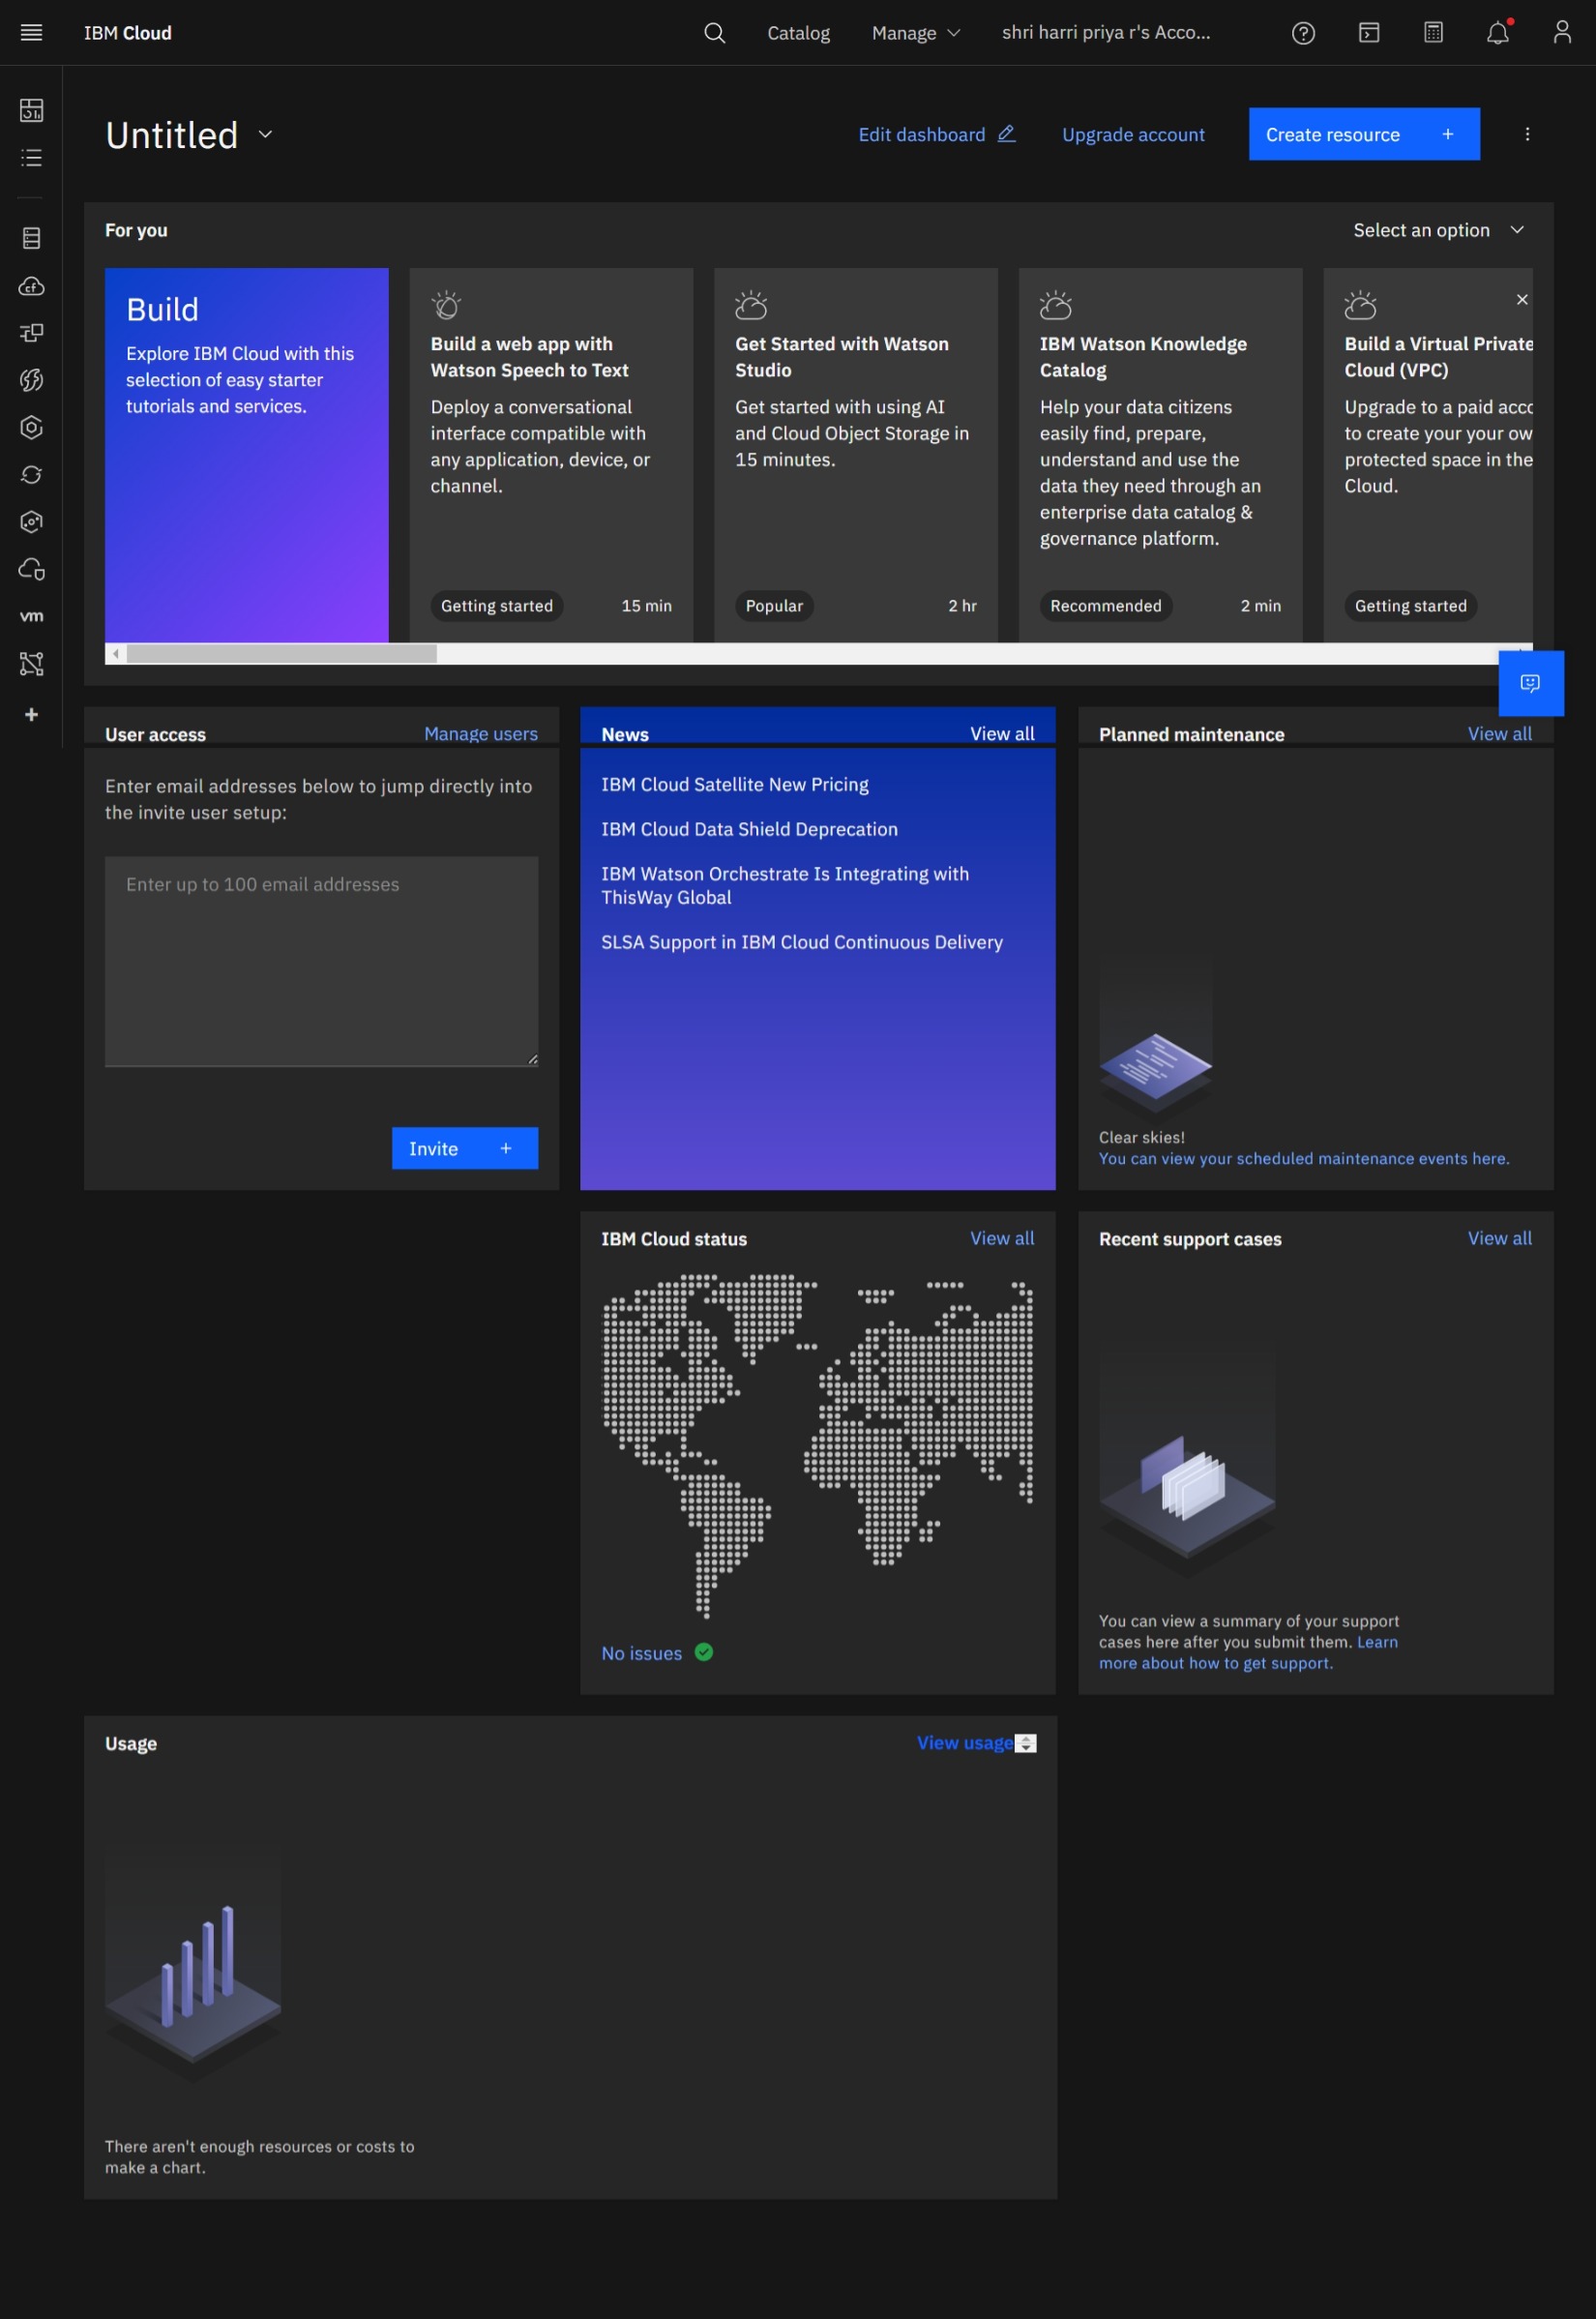 IBM Cloud
Catalog
Manage
shri harri priya r's Acco...
Untitled
Edit dashboard
Upgrade account
Create resource +
For you
Select an option
Build
Explore IBM Cloud with this
selection of easy starter
tutorials and services.
Build a web app with
Watson Speech to Text
Deploy a conversational
interface compatible with
any application, device, or
channel.
Getting started
15 min
Get Started with Watson
Studio
Get started with using AI
and Cloud Object Storage in
15 minutes.
Popular
2 hr
IBM Watson Knowledge
Catalog
Help your data citizens
easily find, prepare,
understand and use the
data they need through an
enterprise data catalog &
governance platform.
Recommended
2 min
Build a Virtual Private
Cloud (VPC)
Upgrade to a paid acco
to create your your ow
protected space in the
Cloud.
Getting started
cf
vm
User access
Manage users
Enter email addresses below to jump directly into
the invite user setup:
Enter up to 100 email addresses
Invite +
News
View all
IBM Cloud Satellite New Pricing
IBM Cloud Data Shield Deprecation
IBM Watson Orchestrate Is Integrating with
ThisWay Global
SLSA Support in IBM Cloud Continuous Delivery
Planned maintenance
View all
Clear skies!
You can view your scheduled maintenance events here.
IBM Cloud status
View all
No issues
Recent support cases
View all
You can view a summary of your support
cases here after you submit them. Learn
more about how to get support.
Usage
View usage
There aren't enough resources or costs to
make a chart.